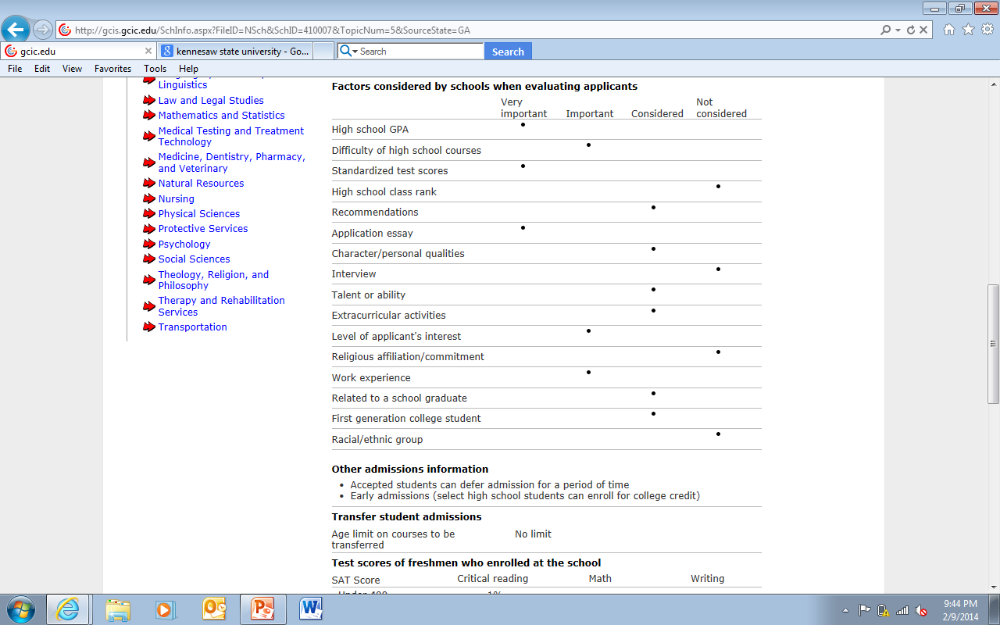 http://gcis.gcic.edu/SchInfo.aspx?FileID=NSch&SchID=410007&TopicNum=5&SourceState=GA
gcic.edu
kennesaw state university - Go...
Search
Search
File Edit View Favorites Tools Help
Linguistics
Law and Legal Studies
Mathematics and Statistics
Medical Testing and Treatment
Technology
Medicine, Dentistry, Pharmacy,
and Veterinary
Natural Resources
Nursing
Physical Sciences
Protective Services
Psychology
Social Sciences
Theology, Religion, and
Philosophy
Therapy and Rehabilitation
Services
Transportation
Factors considered by schools when evaluating applicants
Very important Important Considered Not considered
High school GPA
Difficulty of high school courses
Standardized test scores
High school class rank
Recommendations
Application essay
Character/personal qualities
Interview
Talent or ability
Extracurricular activities
Level of applicant's interest
Religious affiliation/commitment
Work experience
Related to a school graduate
First generation college student
Racial/ethnic group
Other admissions information
• Accepted students can defer admission for a period of time
• Early admissions (select high school students can enroll for college credit)
Transfer student admissions
Age limit on courses to be transferred No limit
Test scores of freshmen who enrolled at the school
SAT Score Critical reading Math Writing
9:44 PM
2/9/2014